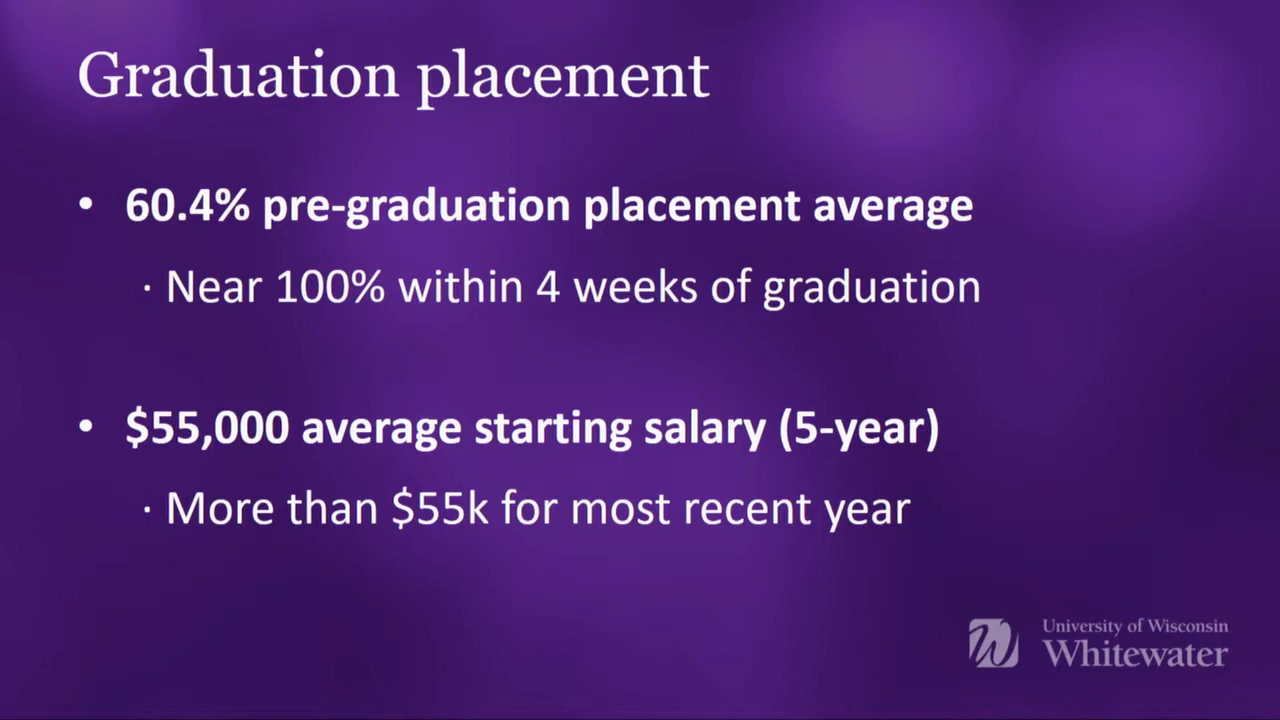 Graduation placement
• 60.4% pre-graduation placement average
· Near 100% within 4 weeks of graduation
• $55,000 average starting salary (5-year)
· More than $55k for most recent year
University of Wisconsin
Whitewater